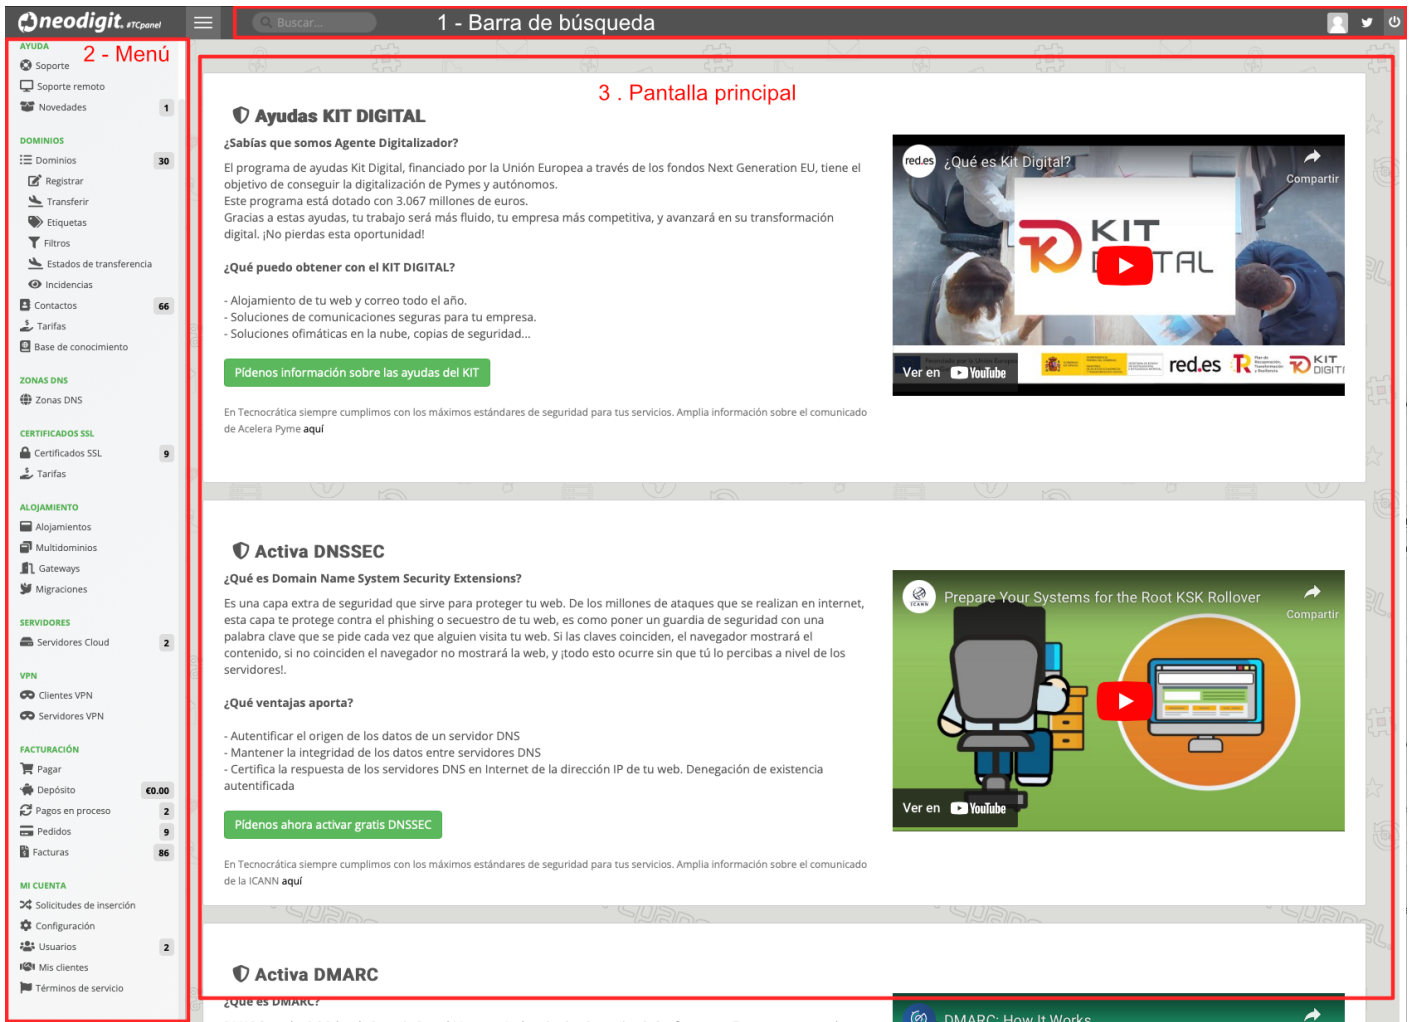 neodigit. #TCpanel
Buscar...
1 - Barra de búsqueda
2 - Menú
AYUDA
Soporte
Soporte remoto
Novedades 1
DOMINIOS
Dominios 30
Registrar
Transferir
Etiquetas
Filtros
Estados de transferencia
Incidencias
Contactos 66
Tarifas
Base de conocimiento
ZONAS DNS
Zonas DNS
CERTIFICADOS SSL
Certificados SSL 9
Tarifas
ALOJAMIENTO
Alojamientos
Multidominios
Gateways
Migraciones
SERVIDORES
Servidores Cloud 2
VPN
Clientes VPN
Servidores VPN
FACTURACIÓN
Pagar
Depósito €0.00
Pagos en proceso 2
Pedidos 9
Facturas 86
MI CUENTA
Solicitudes de inserción
Configuración
Usuarios 2
Mis clientes
Términos de servicio
3 . Pantalla principal
Ayudas KIT DIGITAL
¿Sabías que somos Agente Digitalizador?
El programa de ayudas Kit Digital, financiado por la Unión Europea a través de los fondos Next Generation EU, tiene el
objetivo de conseguir la digitalización de Pymes y autónomos.
Este programa está dotado con 3.067 millones de euros.
Gracias a estas ayudas, tu trabajo será más fluido, tu empresa más competitiva, y avanzará en su transformación
digital. ¡No pierdas esta oportunidad!
¿Qué puedo obtener con el KIT DIGITAL?
- Alojamiento de tu web y correo todo el año.
- Soluciones de comunicaciones seguras para tu empresa.
- Soluciones ofimáticas en la nube, copias de seguridad...
Pídenos información sobre las ayudas del KIT
En Tecnocrática siempre cumplimos con los máximos estándares de seguridad para tus servicios. Amplia información sobre el comunicado
de Acelera Pyme aquí
red.es
¿Qué es Kit Digital?
Compartir
KIT
DIGITAL
Ver en YouTube
red.es
KIT
DIGIT
Activa DNSSEC
¿Qué es Domain Name System Security Extensions?
Es una capa extra de seguridad que sirve para proteger tu web. De los millones de ataques que se realizan en internet,
esta capa te protege contra el phishing o secuestro de tu web, es como poner un guardia de seguridad con una
palabra clave que se pide cada vez que alguien visita tu web. Si las claves coinciden, el navegador mostrará el
contenido, si no coinciden el navegador no mostrará la web, y ¡todo esto ocurre sin que tú lo percibas a nivel de los
servidores!.
¿Qué ventajas aporta?
- Autentificar el origen de los datos de un servidor DNS
- Mantener la integridad de los datos entre servidores DNS
- Certifica la respuesta de los servidores DNS en Internet de la dirección IP de tu web. Denegación de existencia
autentificada
Pídenos ahora activar gratis DNSSEC
En Tecnocrática siempre cumplimos con los máximos estándares de seguridad para tus servicios. Amplia información sobre el comunicado
de la ICANN aquí
ICANN
Prepare Your Systems for the Root KSK Rollover
Compartir
Ver en YouTube
Activa DMARC
¿Qué es DMARC?
DMARC: How It Works